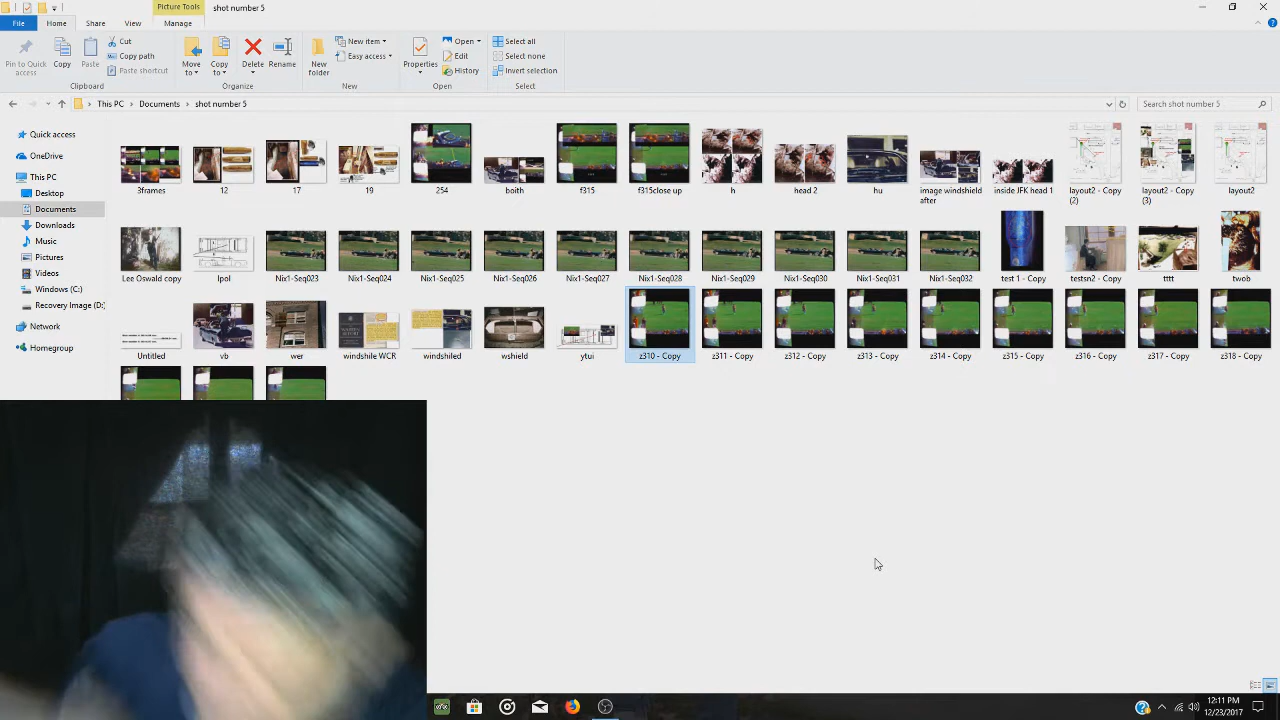 Picture Tools
shot number 5
File
Home
Share
View
Manage
Pin to Quick access
Copy
Paste
Cut
Copy path
Paste shortcut
Clipboard
Move to
Copy to
Delete
Rename
Organize
New folder
New item
Easy access
New
Properties
Open
Edit
History
Open
Select all
Select none
Invert selection
Select
This PC > Documents > shot number 5
Search shot number 5
Quick access
OneDrive
This PC
Desktop
Documents
Downloads
Music
Pictures
Videos
Windows (C:)
Recovery Image (D:)
Network
Homegroup
3frames
12
17
19
254
boith
f315
f315close up
h
head 2
hu
image windshield after
inside JFK head 1
layout2 - Copy (2)
layout2 - Copy (3)
layout2
Lee Oswald copy
lpol
Nix1-Seq023
Nix1-Seq024
Nix1-Seq025
Nix1-Seq026
Nix1-Seq027
Nix1-Seq028
Nix1-Seq029
Nix1-Seq030
Nix1-Seq031
Nix1-Seq032
test 1 - Copy
testsn2 - Copy
tttt
twob
Untitled
vb
wer
windshile WCR
windshiled
wshield
ytui
z310 - Copy
z311 - Copy
z312 - Copy
z313 - Copy
z314 - Copy
z315 - Copy
z316 - Copy
z317 - Copy
z318 - Copy
12:11 PM
12/23/2017